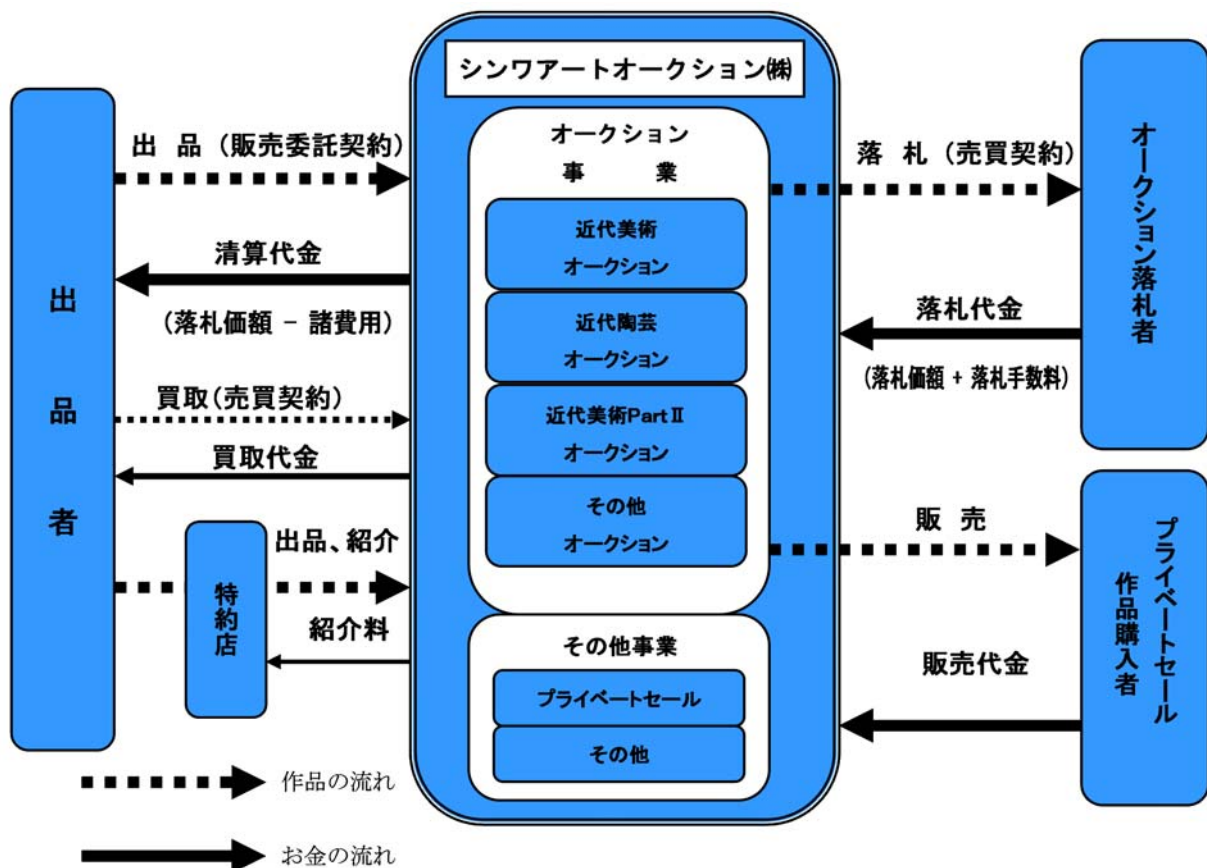 シンワアートオークション㈱
オークション
事 業
近代美術
オークション
近代陶芸
オークション
近代美術PartⅡ
オークション
その他
オークション
その他事業
プライベートセール
その他
出品者
出 品 (販売委託契約)
清算代金
(落札価額 - 諸費用)
買取(売買契約)
買取代金
特約店
出品、紹介
紹介料
落 札 (売買契約)
落札代金
(落札価額 + 落札手数料)
オークション落札者
販 売
販売代金
プライベートセール
作品購入者
作品の流れ
お金の流れ